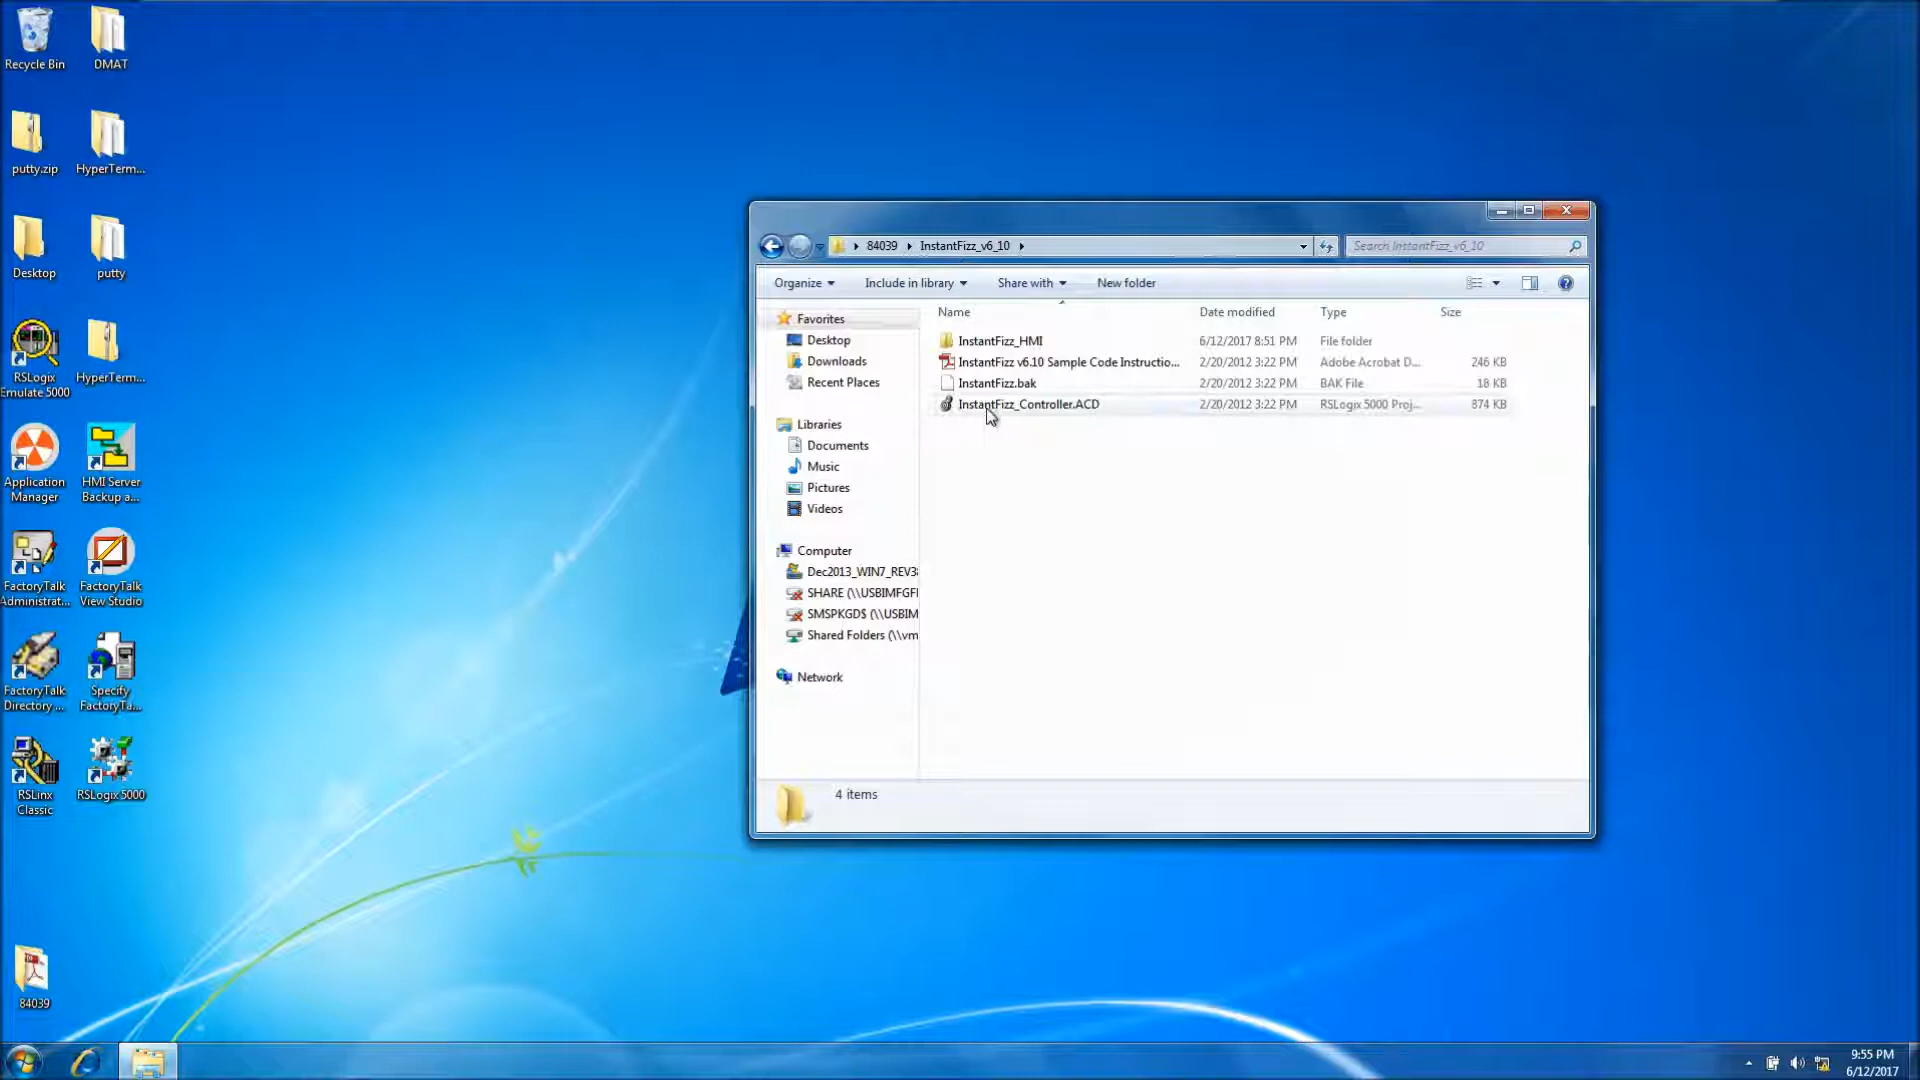 Recycle Bin
DMAT
putty.zip
HyperTerm...
Desktop
putty
RSLogix
Emulate 5000
HyperTerm...
Application
Manager
HMI Server
Backup a...
FactoryTalk
Administrat...
FactoryTalk
View Studio
FactoryTalk
Directory ...
Specify
FactoryTa...
RSLinx
Classic
RSLogix 5000
84039
84039 InstantFizz_v6_10
Search InstantFizz_v6_10
Organize Include in library Share with New folder
Favorites
Desktop
Downloads
Recent Places
Libraries
Documents
Music
Pictures
Videos
Computer
Dec2013_WIN7_REV3
SHARE (\\USBIMFGF
SMSPKGD$ (\\USBIM
Shared Folders (\\vm
Network
Name Date modified Type Size
InstantFizz_HMI 6/12/2017 8:51 PM File folder
InstantFizz v6.10 Sample Code Instructio... 2/20/2012 3:22 PM Adobe Acrobat D... 246 KB
InstantFizz.bak 2/20/2012 3:22 PM BAK File 18 KB
InstantFizz_Controller.ACD 2/20/2012 3:22 PM RSLogix 5000 Proj... 874 KB
4 items
9:55 PM
6/12/2017